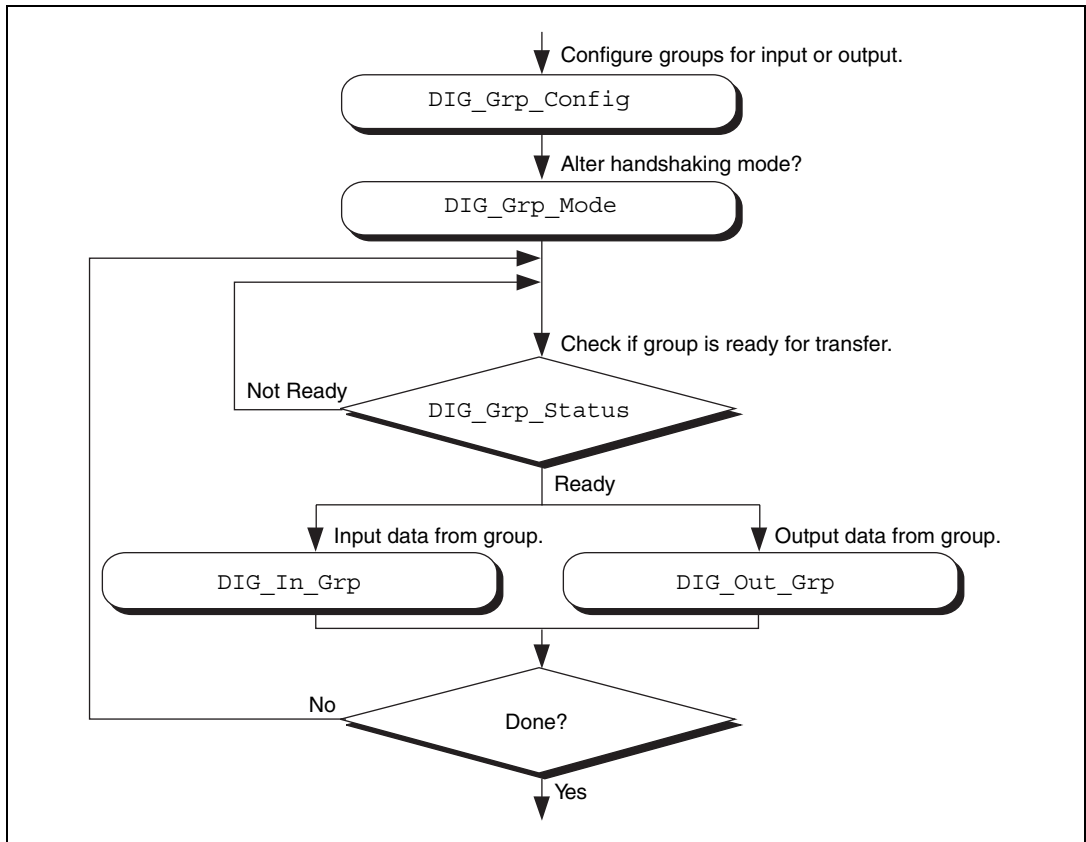 Configure groups for input or output.
DIG_Grp_Config
Alter handshaking mode?
DIG_Grp_Mode
Check if group is ready for transfer.
Not Ready
DIG_Grp_Status
Ready
Input data from group.
Output data from group.
DIG_In_Grp
DIG_Out_Grp
No
Done?
Yes